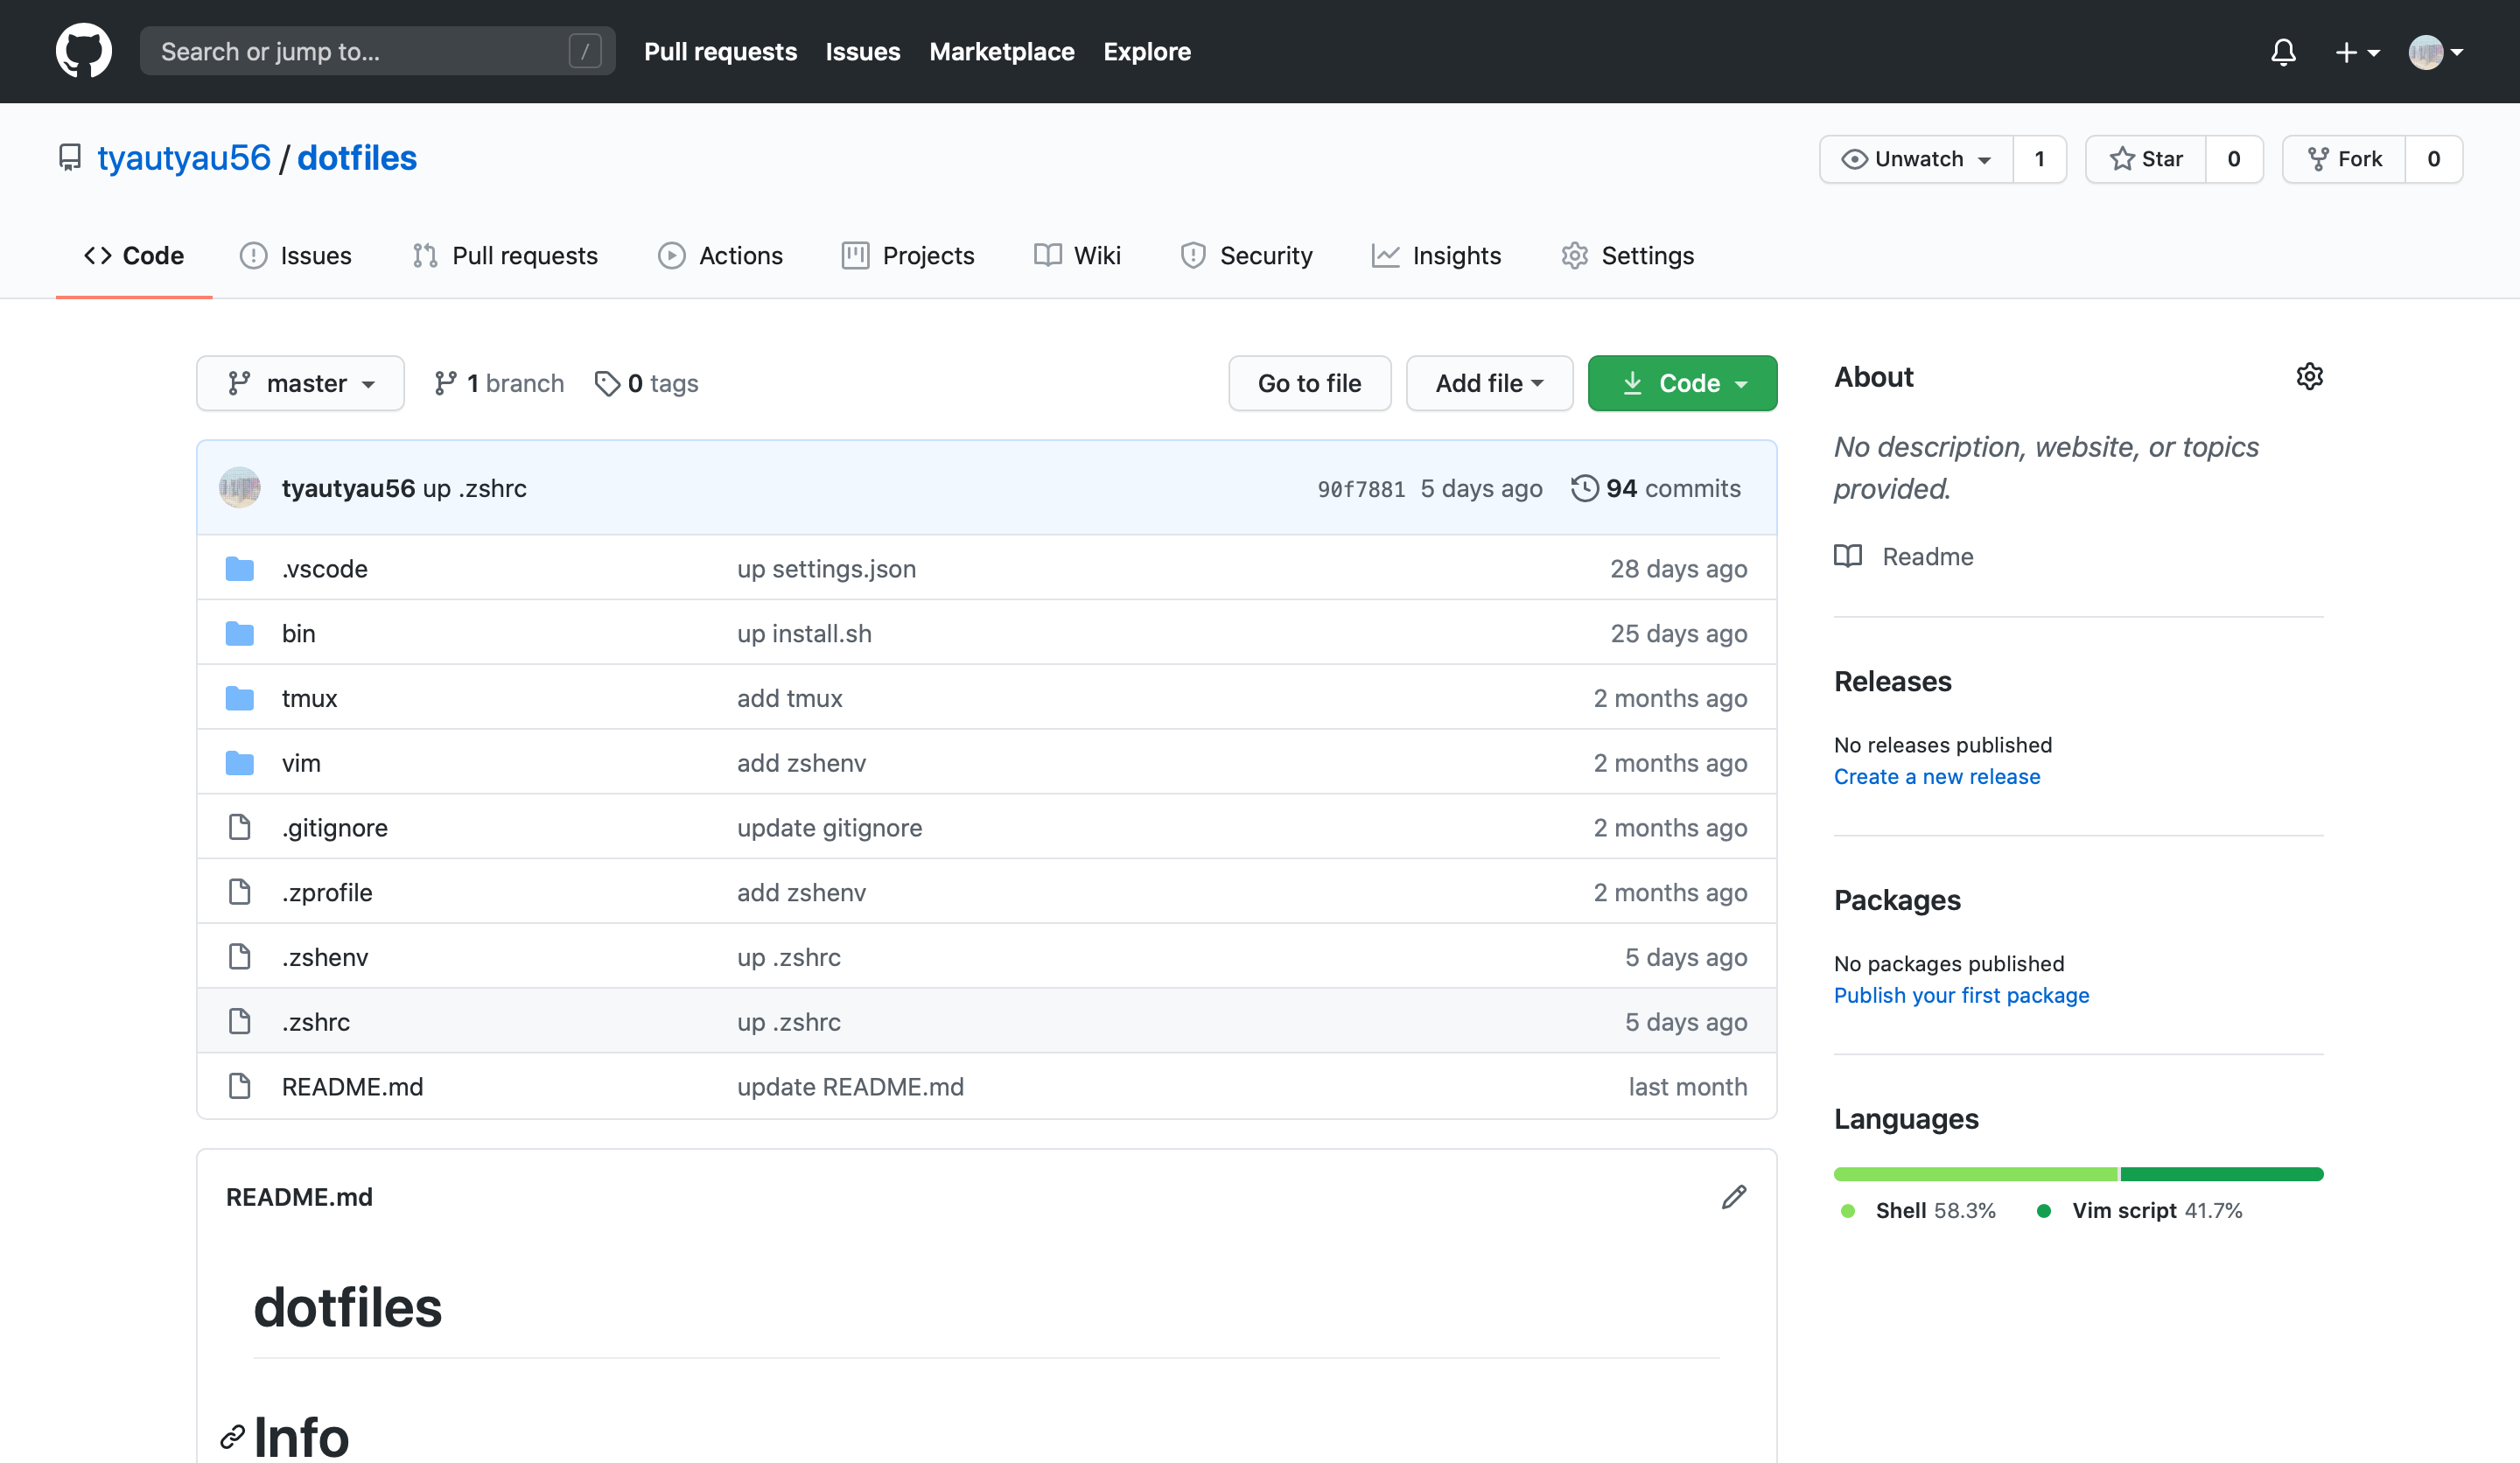 Search or jump to... /
Pull requests Issues Marketplace Explore
tyautyau56 / dotfiles
Unwatch 1 Star 0 Fork 0
Code Issues Pull requests Actions Projects Wiki Security Insights Settings
master 1 branch 0 tags Go to file Add file Code
tyautyau56 up .zshrc 90f7881 5 days ago 94 commits
.vscode up settings.json 28 days ago
bin up install.sh 25 days ago
tmux add tmux 2 months ago
vim add zshenv 2 months ago
.gitignore update gitignore 2 months ago
.zprofile add zshenv 2 months ago
.zshenv up .zshrc 5 days ago
.zshrc up .zshrc 5 days ago
README.md update README.md last month
README.md
dotfiles
Info
About
No description, website, or topics
provided.
Readme
Releases
No releases published
Create a new release
Packages
No packages published
Publish your first package
Languages
Shell 58.3% Vim script 41.7%